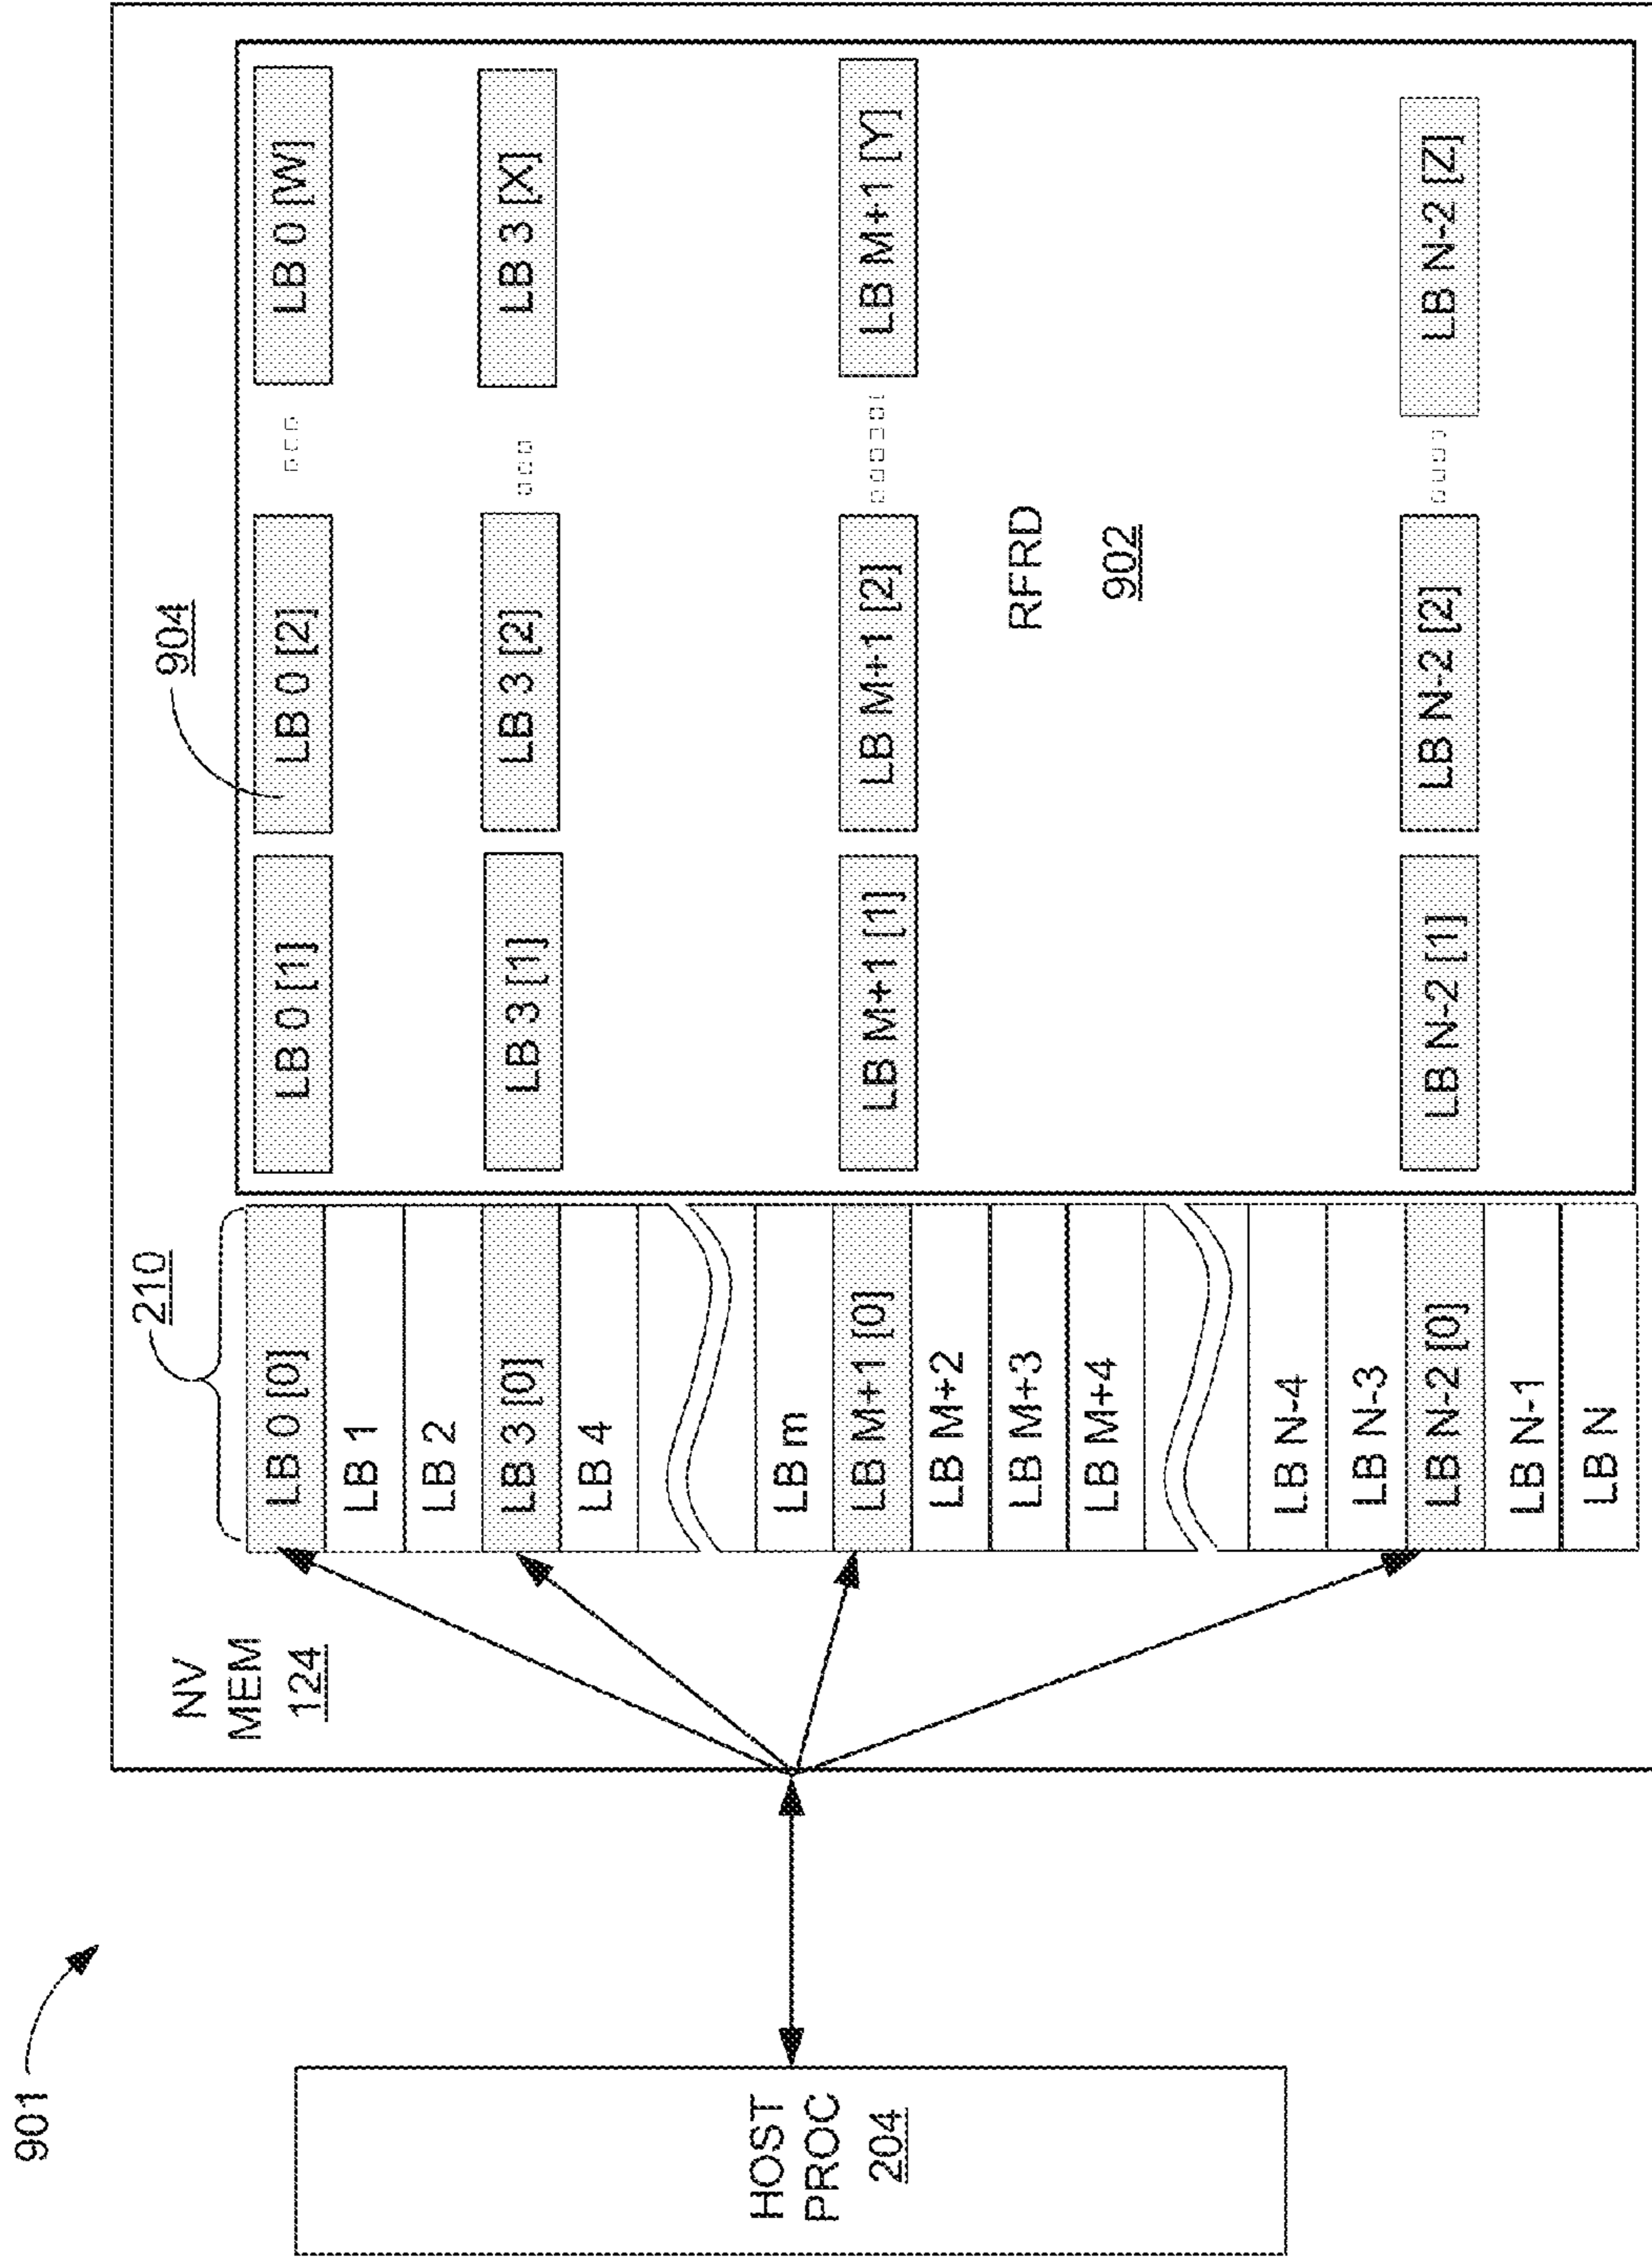 901
HOST
PROC
204
NV
MEM
124
210
LB 0 [0]
LB 1
LB 2
LB 3 [0]
LB 4
LB m
LB M+1 [0]
LB M+2
LB M+3
LB M+4
LB N-4
LB N-3
LB N-2 [0]
LB N-1
LB N
904
LB 0 [1]
LB 0 [2]
LB 0 [W]
LB 3 [1]
LB 3 [2]
LB 3 [X]
LB M+1 [1]
LB M+1 [2]
LB M+1 [Y]
RFRD
902
LB N-2 [1]
LB N-2 [2]
LB N-2 [Z]